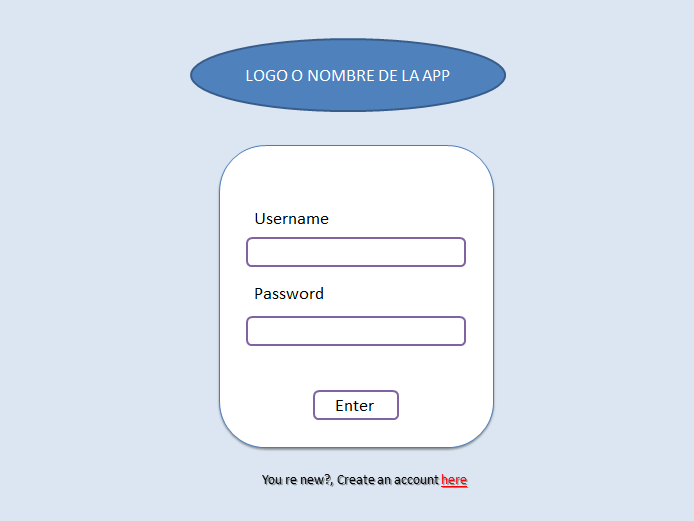 LOGO O NOMBRE DE LA APP
Username
Password
Enter
You re new?, Create an account here